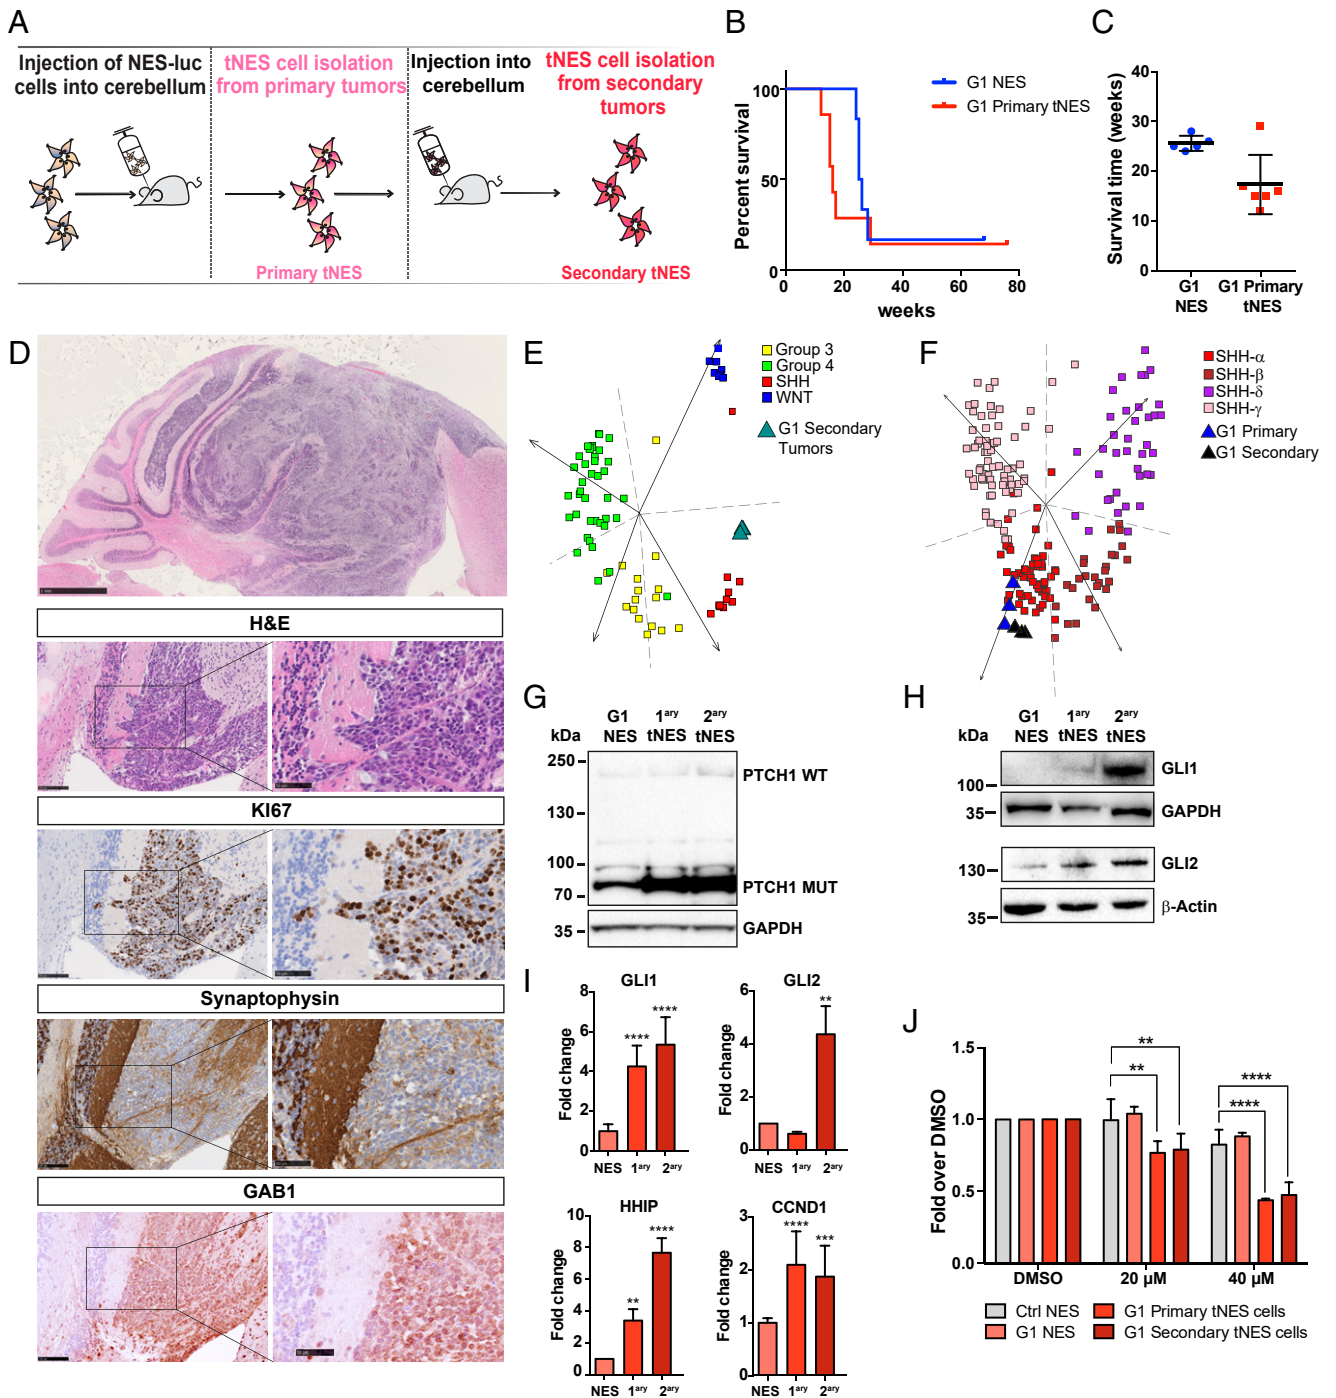 A
Injection of NES-luc
cells into cerebellum
tNES cell isolation
from primary tumors
Injection into
cerebellum
tNES cell isolation
from secondary
tumors
Primary tNES
Secondary tNES
B
Percent survival
100
50
0
0 20 40 60 80
weeks
G1 NES
G1 Primary tNES
C
Survival time (weeks)
40
30
20
10
0
G1
NES
G1 Primary
tNES
D
H&E
KI67
Synaptophysin
GAB1
E
Group 3
Group 4
SHH
WNT
G1 Secondary
Tumors
F
SHH-α
SHH-β
SHH-δ
SHH-γ
G1 Primary
G1 Secondary
G
kDa
G1
NES
1ary
tNES
2ary
tNES
250
130
100
70
35
PTCH1 WT
PTCH1 MUT
GAPDH
H
kDa
G1
NES
1ary
tNES
2ary
tNES
100
35
130
35
GLI1
GAPDH
GLI2
β-Actin
I
GLI1
Fold change
8
6
4
2
0
****
****
NES 1ary 2ary
GLI2
Fold change
6
4
2
0
**
NES 1ary 2ary
HHIP
Fold change
10
8
6
4
2
0
**
****
NES 1ary 2ary
CCND1
Fold change
3
2
1
0
****
***
NES 1ary 2ary
J
Fold over DMSO
1.5
1.0
0.5
0.0
**
**
****
****
DMSO 20 µM 40 µM
Ctrl NES
G1 NES
G1 Primary tNES cells
G1 Secondary tNES cells